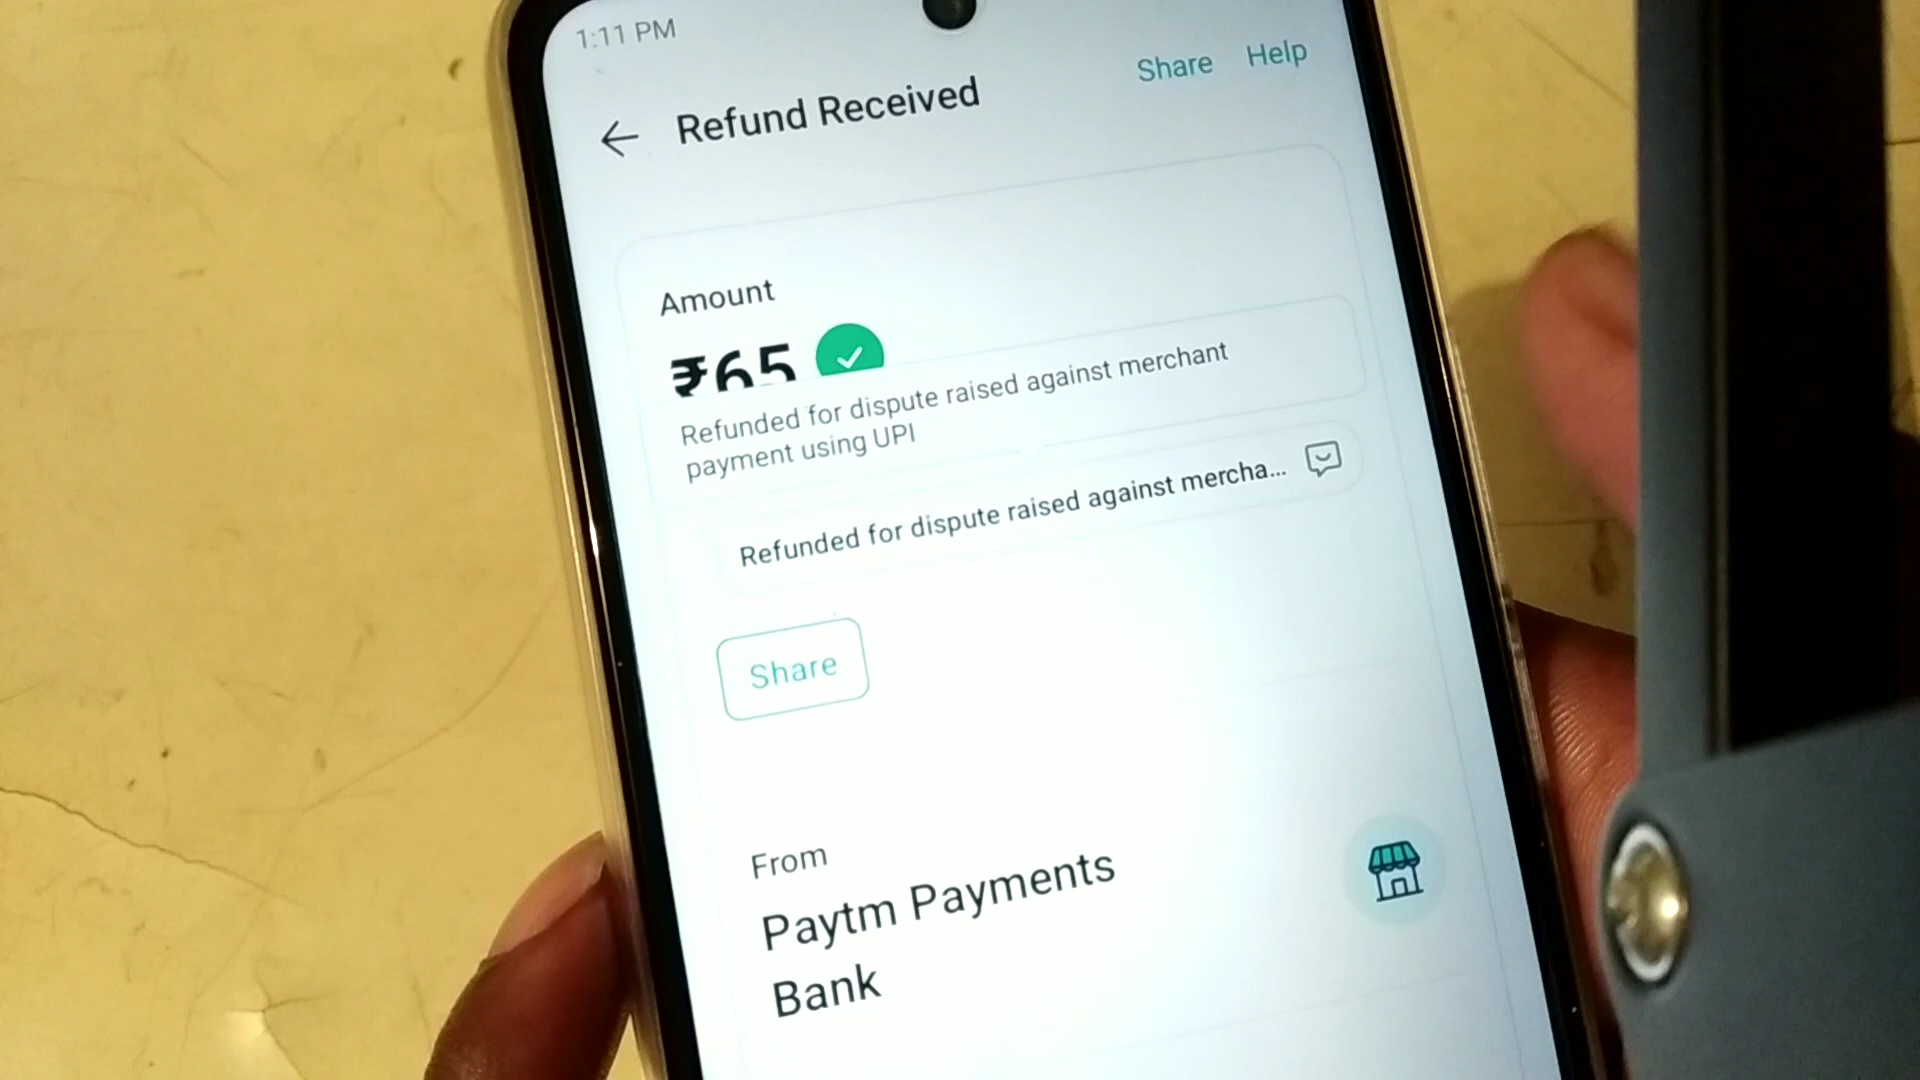 1:11 PM
Share Help
Refund Received
Amount
₹65
Refunded for dispute raised against merchant
payment using UPI
Refunded for dispute raised against mercha...
Share
From
Paytm Payments
Bank